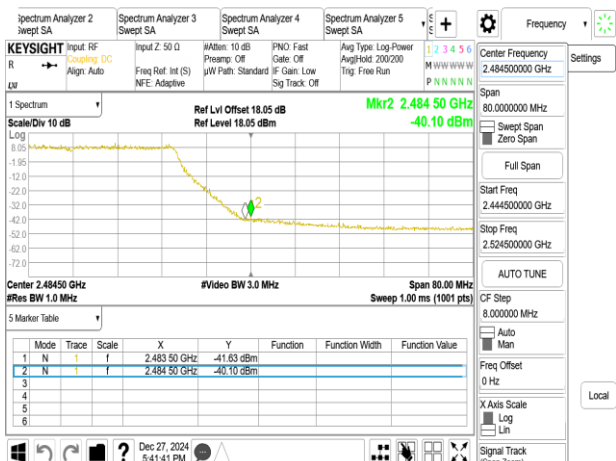 Spectrum Analyzer 2
Swept SA
Spectrum Analyzer 3
Swept SA
Spectrum Analyzer 4
Swept SA
Spectrum Analyzer 5
Swept SA
Frequency
KEYSIGHT
R
Input: RF
Coupling: DC
Align: Auto
Input Z: 50 Ω
Freq Ref: Int (S)
NFE: Adaptive
#Atten: 10 dB
Preamp: Off
µW Path: Standard
PNO: Fast
Gate: Off
IF Gain: Low
Sig Track: Off
Avg Type: Log-Power
Avg|Hold: 200/200
Trig: Free Run
1 2 3 4 5 6
M W W W W W
P N N N N N
1 Spectrum
Scale/Div 10 dB
Ref Lvl Offset 18.05 dB
Ref Level 18.05 dBm
Mkr2 2.484 50 GHz
-40.10 dBm
Log
8.05
-1.95
-12.0
-22.0
-32.0
-42.0
-52.0
-62.0
-72.0
2
Center 2.48450 GHz
#Res BW 1.0 MHz
#Video BW 3.0 MHz
Span 80.00 MHz
Sweep 1.00 ms (1001 pts)
5 Marker Table
Mode Trace Scale X Y Function Function Width Function Value
1 N 1 f 2.483 50 GHz -41.63 dBm
2 N 1 f 2.484 50 GHz -40.10 dBm
3
4
5
6
Dec 27, 2024
5:41:41 PM
Center Frequency
2.484500000 GHz
Settings
Span
80.0000000 MHz
Swept Span
Zero Span
Full Span
Start Freq
2.444500000 GHz
Stop Freq
2.524500000 GHz
AUTO TUNE
CF Step
8.000000 MHz
Auto
Man
Freq Offset
0 Hz
Local
X Axis Scale
Log
Lin
Signal Track